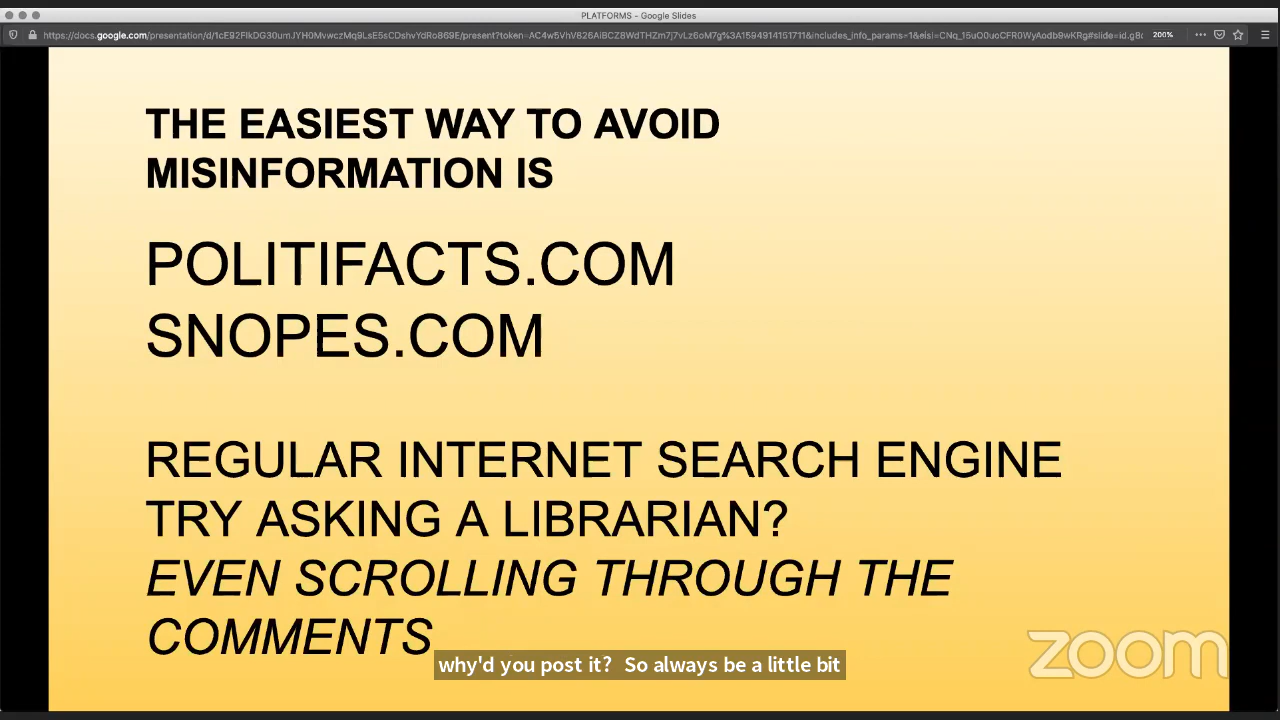 PLATFORMS - Google Slides
200%
THE EASIEST WAY TO AVOID
MISINFORMATION IS
POLITIFACTS.COM
SNOPES.COM
REGULAR INTERNET SEARCH ENGINE
TRY ASKING A LIBRARIAN?
EVEN SCROLLING THROUGH THE
COMMENTS
why'd you post it? So always be a little bit
zoom